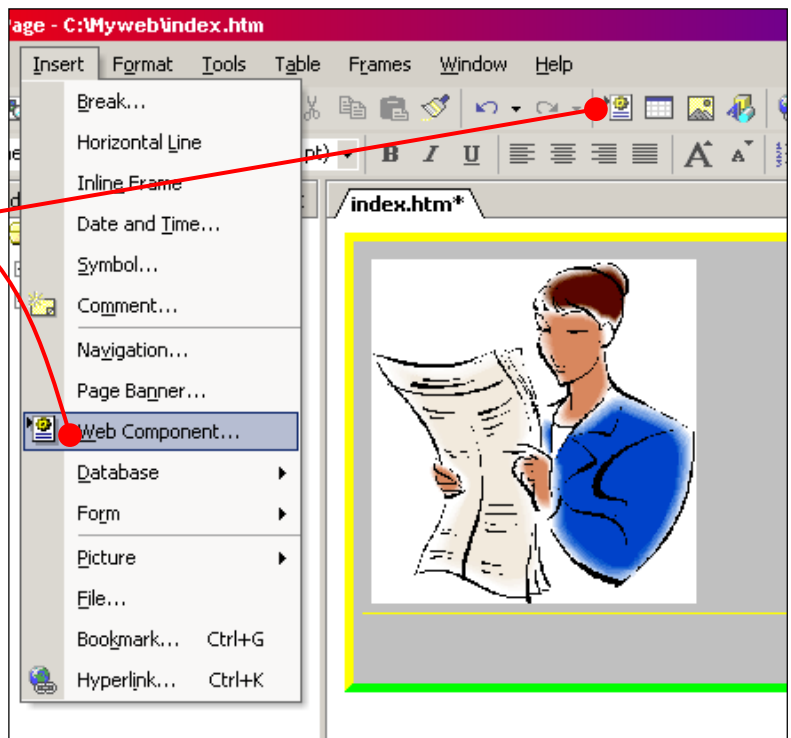 age - C:\Myweb\index.htm
Insert Format Tools Table Frames Window Help
Break...
Horizontal Line
pt) B I U A A
Inline Frame
index.htm*
Date and Time...
Symbol...
Comment...
Navigation...
Page Banner...
Web Component...
Database
Form
Picture
File...
Bookmark... Ctrl+G
Hyperlink... Ctrl+K